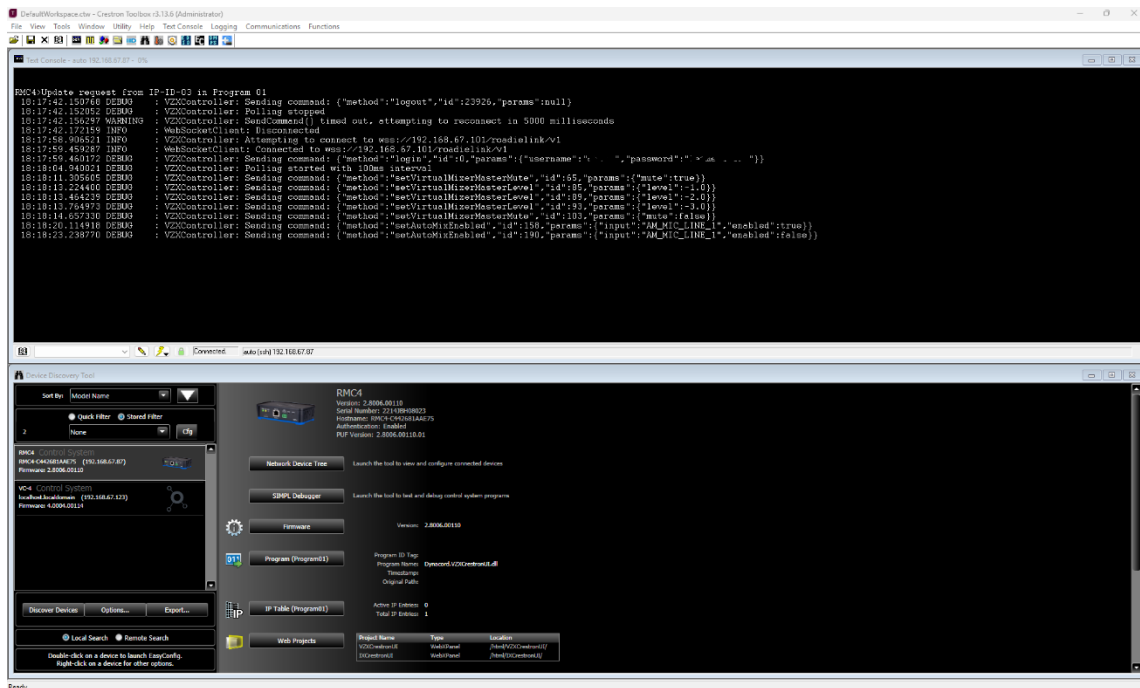 DefaultWorkspace.ctw - Crestron Toolbox (3.13.6 (Administrator)
File View Tools Window Utility Help Text Console Logging Communications Functions
Text Console - auto 192.168.67.87 - 0%
RMC4>Update request from IP-ID-03 in Program 01
18:17:42.150768 DEBUG : VZXController: Sending command: {"method":"logout","id":23926,"params":null}
18:17:42.152052 DEBUG : VZXController: Polling stopped
18:17:42.156297 WARNING : VZXController: SendCommand() timed out, attempting to reconnect in 5000 milliseconds
18:17:42.172159 INFO : WebSocketClient: Disconnected
18:17:58.906521 INFO : VZXController: Attempting to connect to wss://192.168.67.101/roadielink/v1
18:17:59.459287 INFO : WebSocketClient: Connected to wss://192.168.67.101/roadielink/v1
18:17:59.460172 DEBUG : VZXController: Sending command: {"method":"login","id":0,"params":{"username":" ","password":" "}}
18:18:04.940021 DEBUG : VZXController: Polling started with 100ms interval
18:18:11.305605 DEBUG : VZXController: Sending command: {"method":"setVirtualMixerMasterMute","id":65,"params":{"mute":true}}
18:18:13.224400 DEBUG : VZXController: Sending command: {"method":"setVirtualMixerMasterLevel","id":85,"params":{"level":-1.0}}
18:18:13.464239 DEBUG : VZXController: Sending command: {"method":"setVirtualMixerMasterLevel","id":89,"params":{"level":-2.0}}
18:18:13.764973 DEBUG : VZXController: Sending command: {"method":"setVirtualMixerMasterLevel","id":93,"params":{"level":-3.0}}
18:18:14.657330 DEBUG : VZXController: Sending command: {"method":"setVirtualMixerMasterMute","id":103,"params":{"mute":false}}
18:18:20.114918 DEBUG : VZXController: Sending command: {"method":"setAutoMixEnabled","id":158,"params":{"input":"AM_MIC_LINE_1","enabled":true}}
18:18:23.238770 DEBUG : VZXController: Sending command: {"method":"setAutoMixEnabled","id":190,"params":{"input":"AM_MIC_LINE_1","enabled":false}}
Connected. auto (ssh) 192.168.67.87
Device Discovery Tool
Sort By: Model Name
Quick Filter Stored Filter
2 None Cfg
RMC4 Control System
RMC4-C442681AAE75 (192.168.67.87)
Firmware: 2.8006.00110
VC-4 Control System
localhost.localdomain (192.168.67.123)
Firmware: 4.0004.00114
Discover Devices Options... Export...
Local Search Remote Search
Double-click on a device to launch EasyConfig.
Right-click on a device for other options.
RMC4
Version: 2.8006.00110
Serial Number: 2214JBH08023
Hostname: RMC4-C442681AAE75
Authentication: Enabled
PUF Version: 2.8006.00110.01
Network Device Tree Launch the tool to view and configure connected devices
SIMPL Debugger Launch the tool to test and debug control system programs
Firmware Version: 2.8006.00110
Program (Program01)
Program ID Tag:
Program Name: Dynacord.VZXCrestronUI.dll
Timestamp:
Original Path:
IP Table (Program01)
Active IP Entries: 0
Total IP Entries: 1
Web Projects
Project Name Type Location
VZXCrestronUI WebXPanel /html/VZXCrestronUI/
IXCrestronUI WebXPanel /html/IXCrestronUI/
Ready